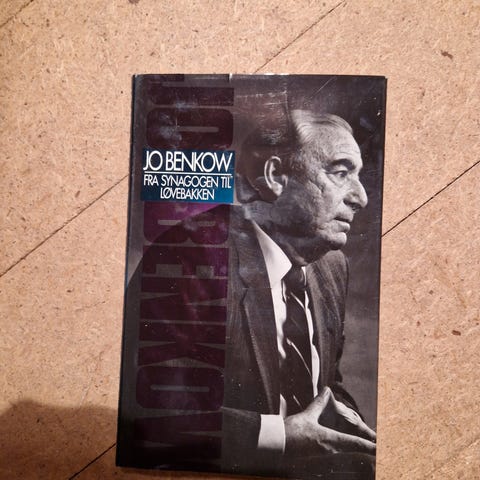 JO BENKOW
JO BENKOW
FRA SYNAGOGEN TIL
LØVEBAKKEN